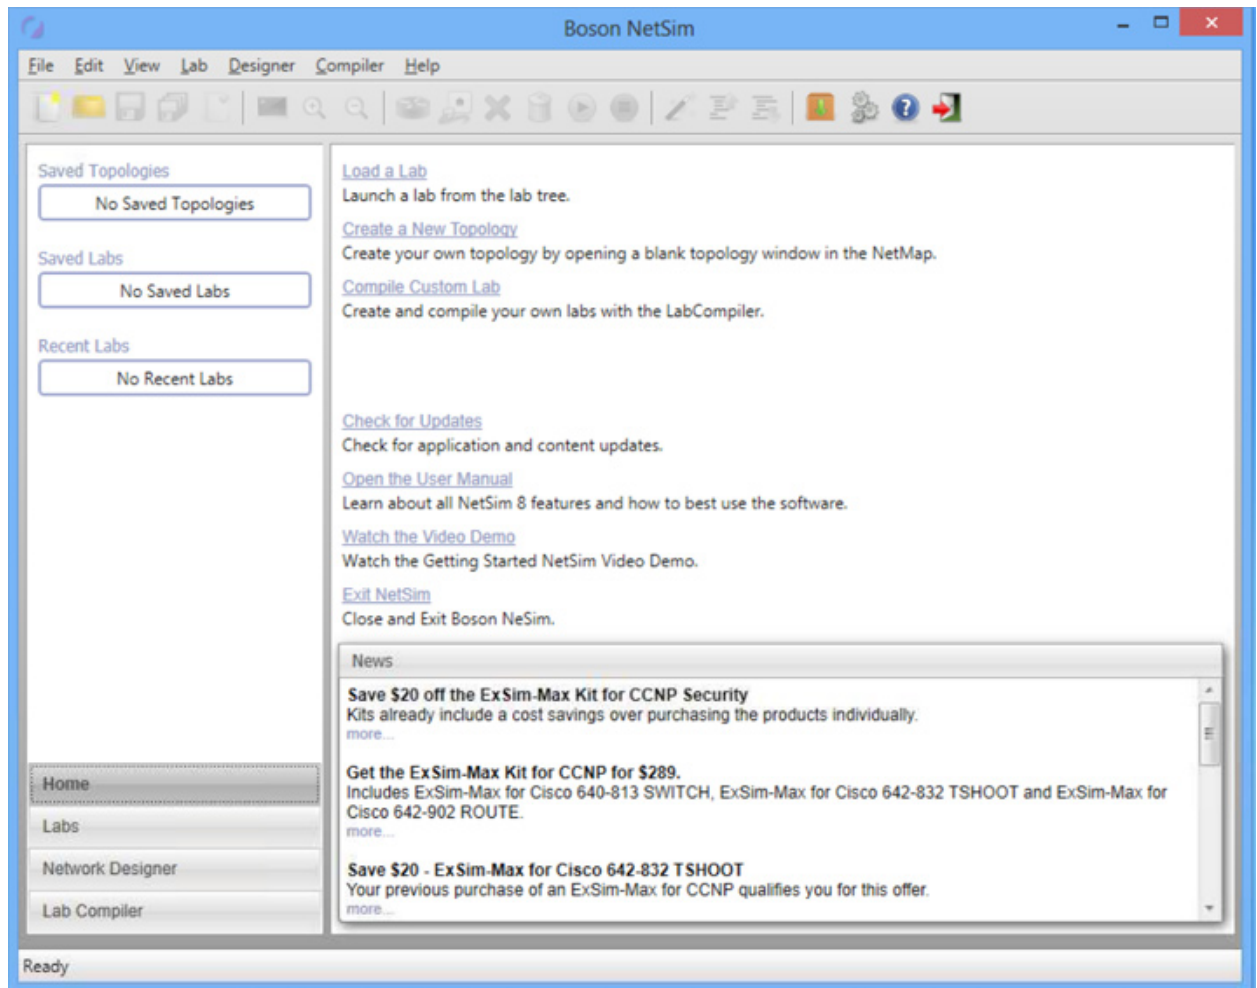 Boson NetSim
File Edit View Lab Designer Compiler Help
Saved Topologies
No Saved Topologies
Saved Labs
No Saved Labs
Recent Labs
No Recent Labs
Home
Labs
Network Designer
Lab Compiler
Load a Lab
Launch a lab from the lab tree.
Create a New Topology
Create your own topology by opening a blank topology window in the NetMap.
Compile Custom Lab
Create and compile your own labs with the LabCompiler.
Check for Updates
Check for application and content updates.
Open the User Manual
Learn about all NetSim 8 features and how to best use the software.
Watch the Video Demo
Watch the Getting Started NetSim Video Demo.
Exit NetSim
Close and Exit Boson NeSim.
News
Save $20 off the ExSim-Max Kit for CCNP Security
Kits already include a cost savings over purchasing the products individually.
more...
Get the ExSim-Max Kit for CCNP for $289.
Includes ExSim-Max for Cisco 640-813 SWITCH, ExSim-Max for Cisco 642-832 TSHOOT and ExSim-Max for
Cisco 642-902 ROUTE.
more...
Save $20 - ExSim-Max for Cisco 642-832 TSHOOT
Your previous purchase of an ExSim-Max for CCNP qualifies you for this offer.
more...
Ready